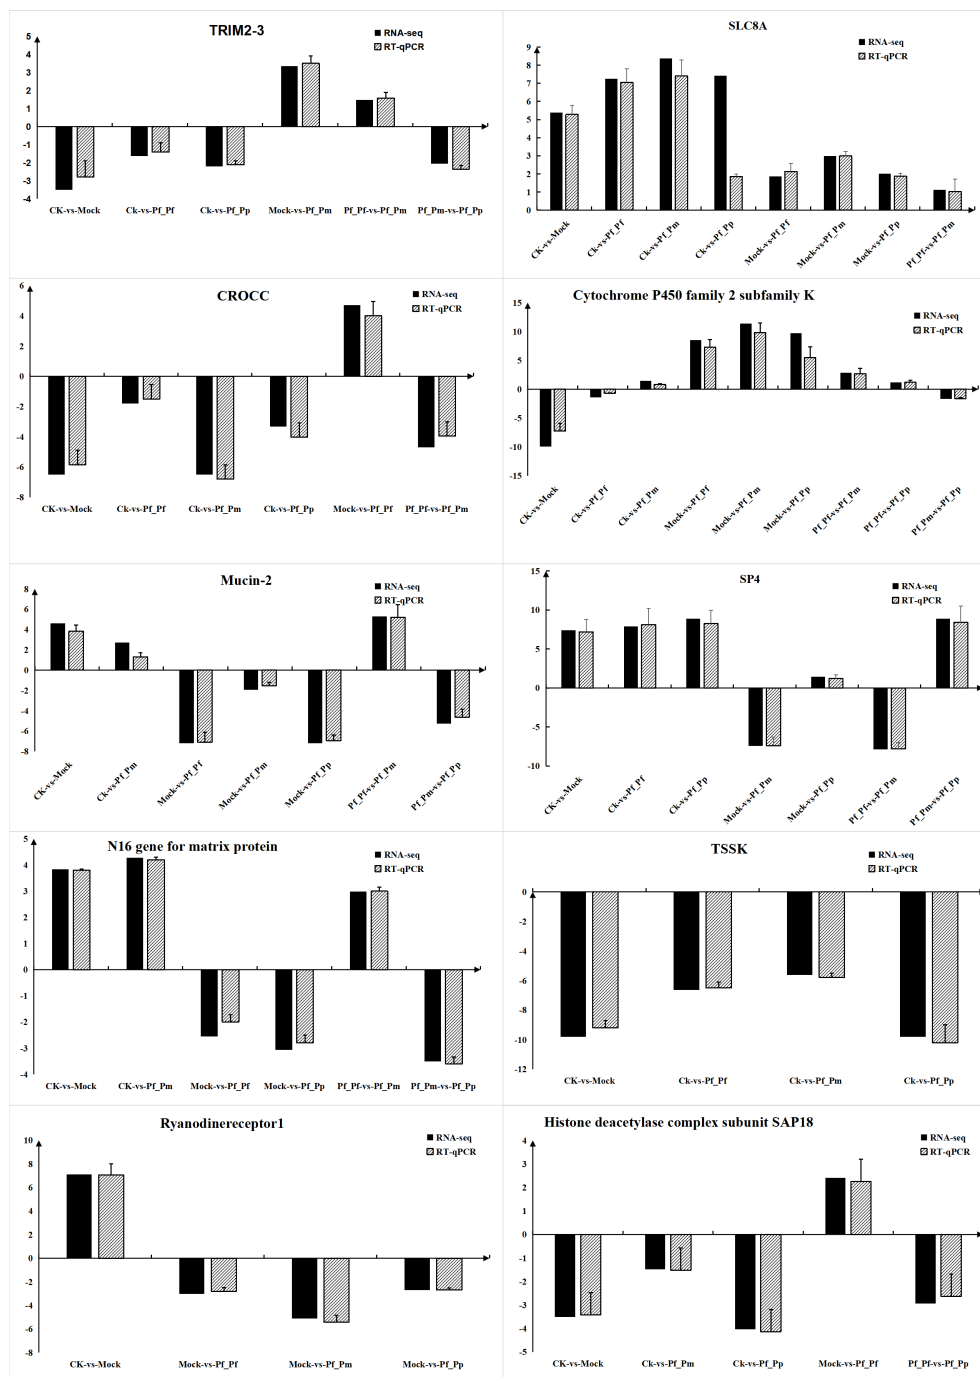 TRIM2-3
RNA-seq
RT-qPCR
5
4
3
2
1
0
-1
-2
-3
-4
CK-vs-Mock
Ck-vs-Pf_Pf
Ck-vs-Pf_Pp
Mock-vs-Pf_Pm
Pf_Pf-vs-Pf_Pm
Pf_Pm-vs-Pf_Pp
SLC8A
RNA-seq
RT-qPCR
9
8
7
6
5
4
3
2
1
0
CK-vs-Mock
Ck-vs-Pf_Pf
Ck-vs-Pf_Pm
Ck-vs-Pf_Pp
Mock-vs-Pf_Pf
Mock-vs-Pf_Pm
Mock-vs-Pf_Pp
Pf_Pf-vs-Pf_Pm
CROCC
RNA-seq
RT-qPCR
6
4
2
0
-2
-4
-6
-8
CK-vs-Mock
Ck-vs-Pf_Pf
Ck-vs-Pf_Pm
Ck-vs-Pf_Pp
Mock-vs-Pf_Pf
Pf_Pf-vs-Pf_Pm
Cytochrome P450 family 2 subfamily K
RNA-seq
RT-qPCR
15
10
5
0
-5
-10
-15
CK-vs-Mock
Ck-vs-Pf_Pf
Ck-vs-Pf_Pm
Mock-vs-Pf_Pf
Mock-vs-Pf_Pm
Mock-vs-Pf_Pp
Pf_Pf-vs-Pf_Pm
Pf_Pf-vs-Pf_Pp
Pf_Pm-vs-Pf_Pp
Mucin-2
RNA-seq
RT-qPCR
8
6
4
2
0
-2
-4
-6
-8
CK-vs-Mock
Ck-vs-Pf_Pm
Mock-vs-Pf_Pf
Mock-vs-Pf_Pm
Mock-vs-Pf_Pp
Pf_Pf-vs-Pf_Pm
Pf_Pm-vs-Pf_Pp
SP4
RNA-seq
RT-qPCR
15
10
5
0
-5
-10
CK-vs-Mock
Ck-vs-Pf_Pf
Ck-vs-Pf_Pp
Mock-vs-Pf_Pm
Mock-vs-Pf_Pp
Pf_Pf-vs-Pf_Pm
Pf_Pm-vs-Pf_Pp
N16 gene for matrix protein
RNA-seq
RT-qPCR
5
4
3
2
1
0
-1
-2
-3
-4
CK-vs-Mock
CK-vs-Pf_Pm
Mock-vs-Pf_Pf
Mock-vs-Pf_Pp
Pf_Pf-vs-Pf_Pm
Pf_Pm-vs-Pf_Pp
TSSK
RNA-seq
RT-qPCR
0
-2
-4
-6
-8
-10
-12
CK-vs-Mock
Ck-vs-Pf_Pf
Ck-vs-Pf_Pm
Ck-vs-Pf_Pp
Ryanodinereceptor1
RNA-seq
RT-qPCR
10
8
6
4
2
0
-2
-4
-6
-8
CK-vs-Mock
Mock-vs-Pf_Pf
Mock-vs-Pf_Pm
Mock-vs-Pf_Pp
Histone deacetylase complex subunit SAP18
RNA-seq
RT-qPCR
4
3
2
1
0
-1
-2
-3
-4
-5
CK-vs-Mock
Ck-vs-Pf_Pm
Ck-vs-Pf_Pp
Mock-vs-Pf_Pf
Pf_Pf-vs-Pf_Pm